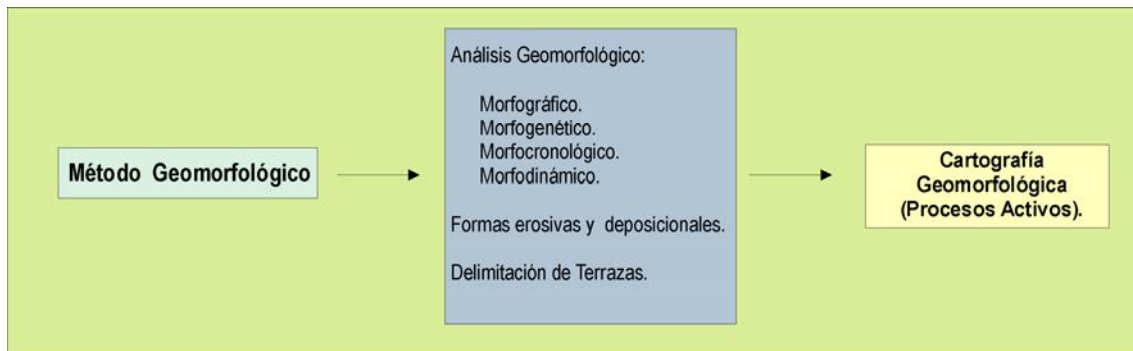 Método Geomorfológico
Análisis Geomorfológico:
Morfográfico.
Morfogenético.
Morfocronológico.
Morfodinámico.
Formas erosivas y deposicionales.
Delimitación de Terrazas.
Cartografía
Geomorfológica
(Procesos Activos).